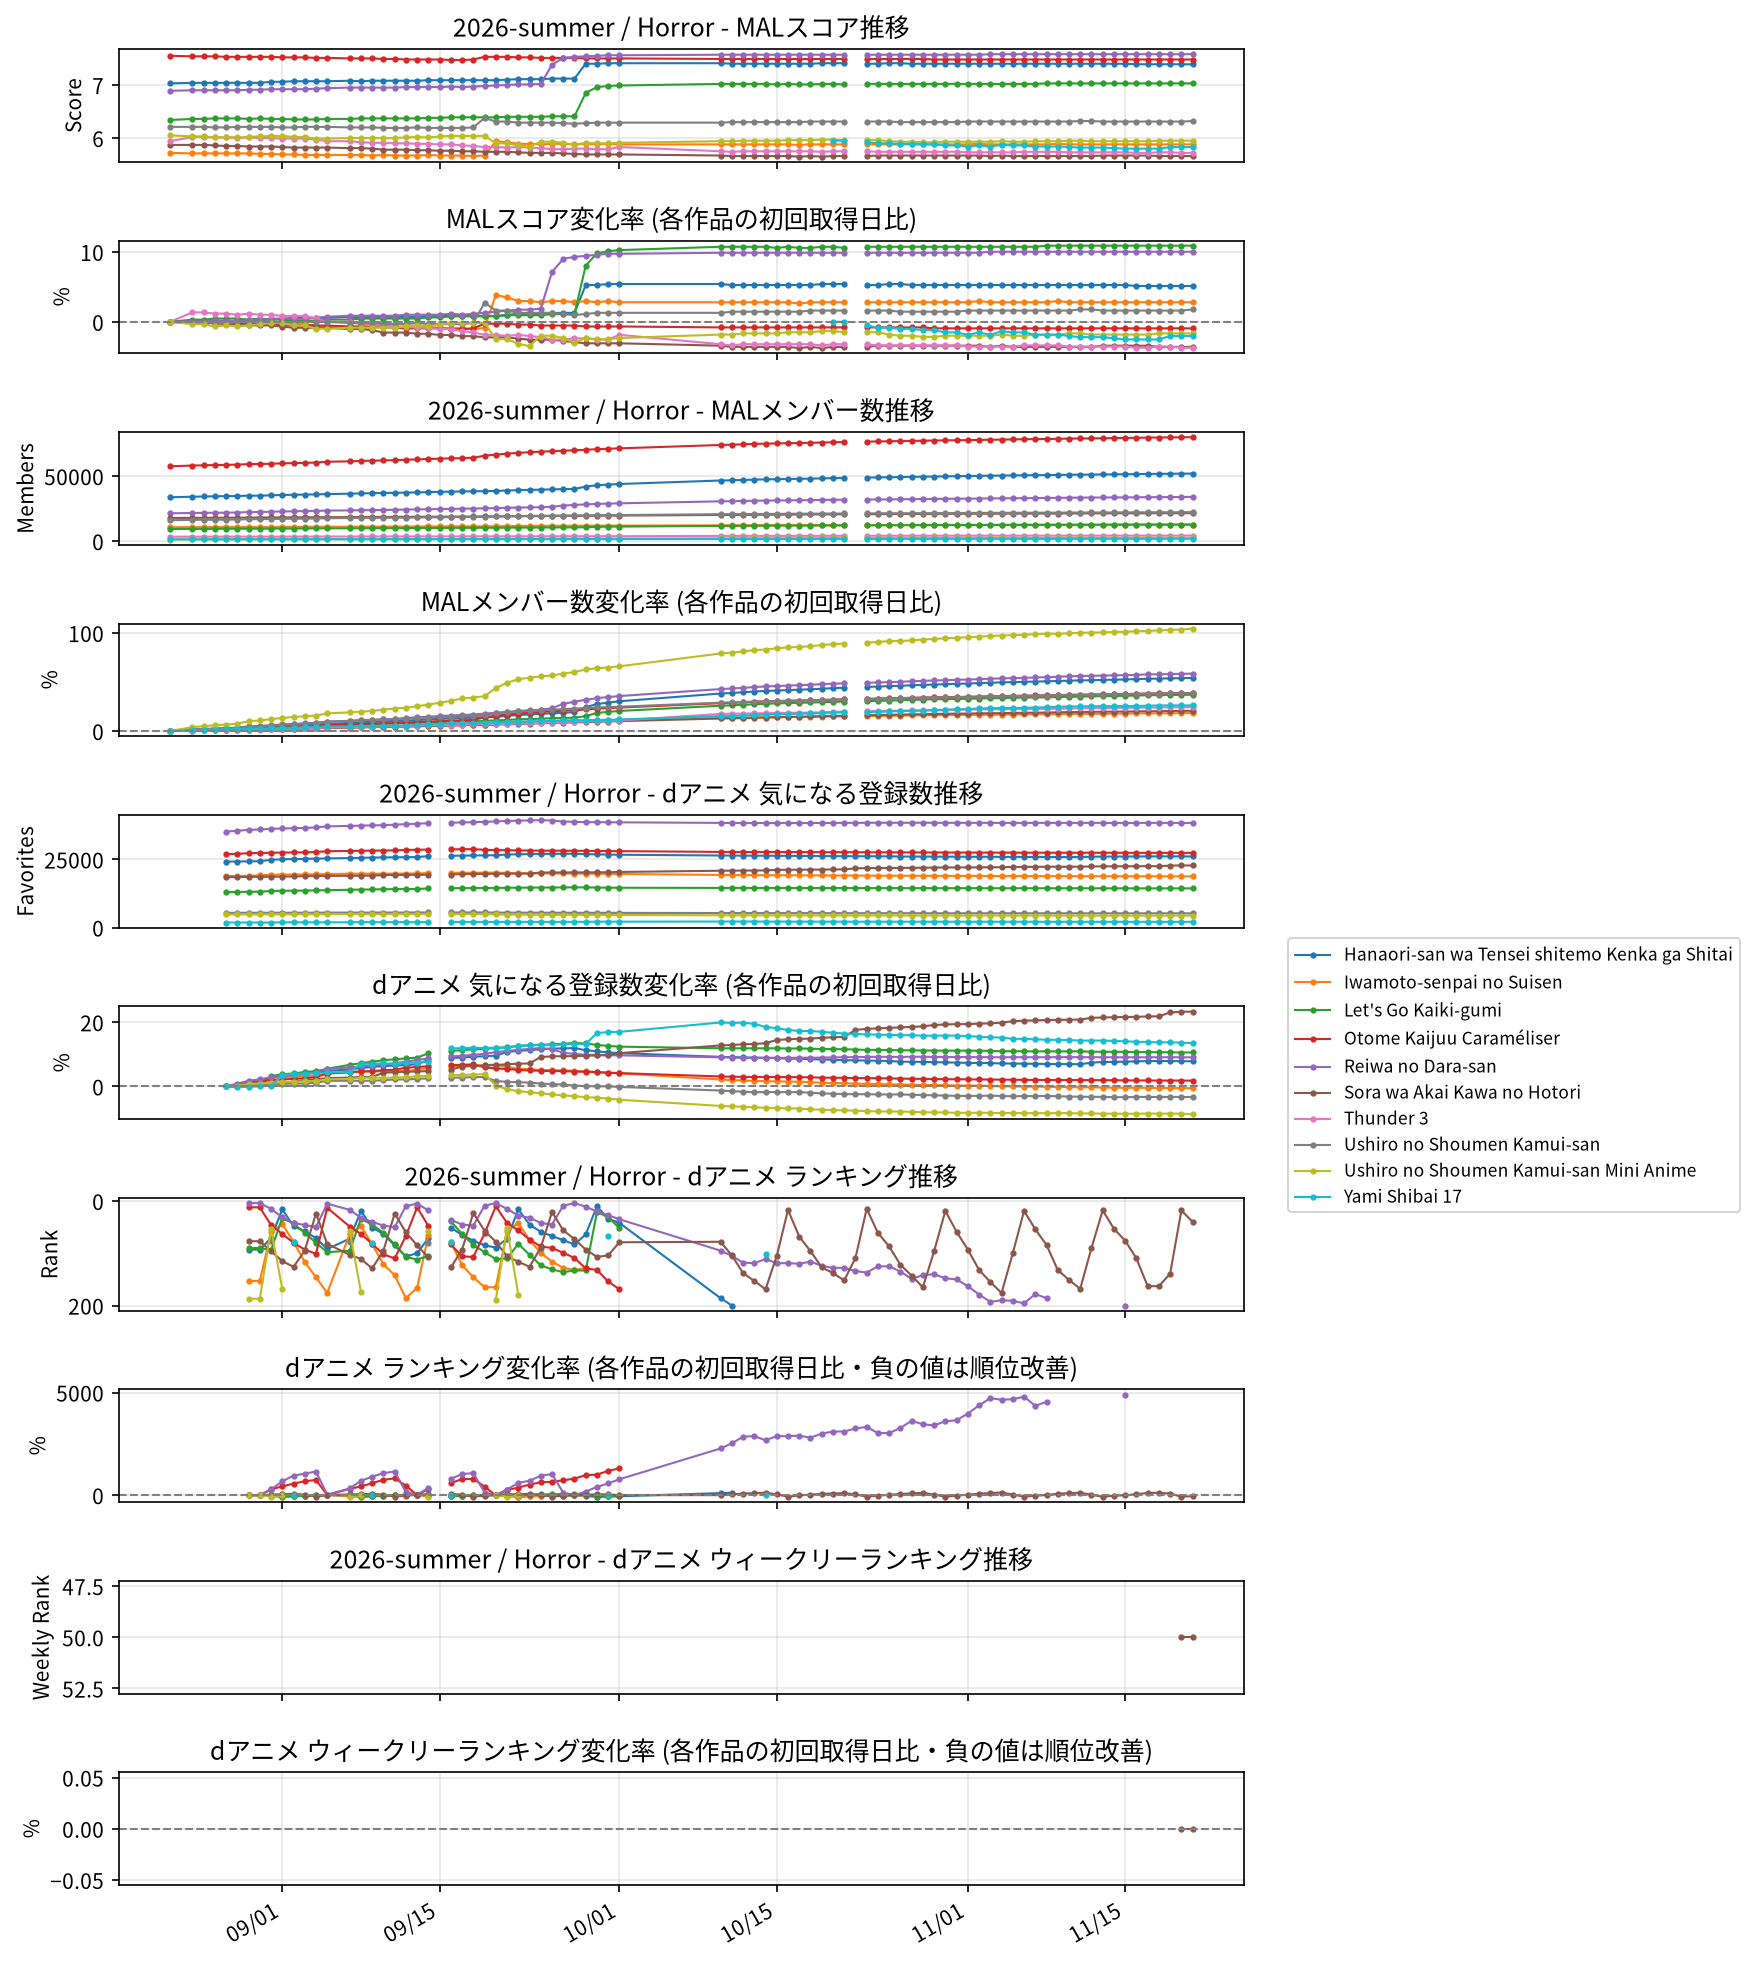 2026-summer / Horror - MALスコア推移
Score
7
6
MALスコア変化率 (各作品の初回取得日比)
%
10
0
2026-summer / Horror - MALメンバー数推移
Members
50000
0
MALメンバー数変化率 (各作品の初回取得日比)
%
100
0
2026-summer / Horror - dアニメ 気になる登録数推移
Favorites
25000
0
dアニメ 気になる登録数変化率 (各作品の初回取得日比)
%
20
0
Hanaori-san wa Tensei shitemo Kenka ga Shitai
Iwamoto-senpai no Suisen
Let's Go Kaiki-gumi
Otome Kaijuu Caraméliser
Reiwa no Dara-san
Sora wa Akai Kawa no Hotori
Thunder 3
Ushiro no Shoumen Kamui-san
Ushiro no Shoumen Kamui-san Mini Anime
Yami Shibai 17
2026-summer / Horror - dアニメ ランキング推移
Rank
0
200
dアニメ ランキング変化率 (各作品の初回取得日比・負の値は順位改善)
%
5000
0
2026-summer / Horror - dアニメ ウィークリーランキング推移
Weekly Rank
47.5
50.0
52.5
dアニメ ウィークリーランキング変化率 (各作品の初回取得日比・負の値は順位改善)
%
0.05
0.00
−0.05
09/01
09/15
10/01
10/15
11/01
11/15